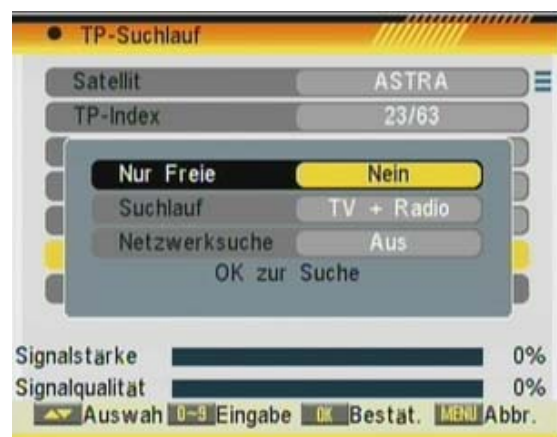 TP-Suchlauf
Satellit ASTRA
TP-Index 23/63
Nur Freie Nein
Suchlauf TV + Radio
Netzwerksuche Aus
OK zur Suche
Signalstärke 0%
Signalqualität 0%
Auswah 0~9 Eingabe OK Bestät. MENU Abbr.